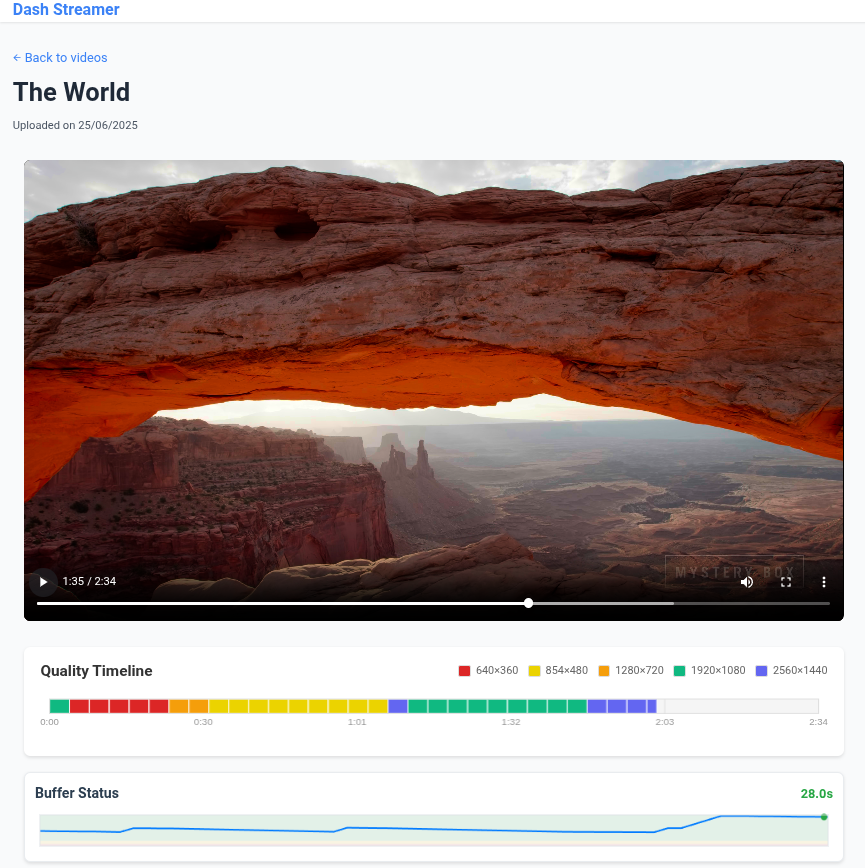 Dash Streamer
← Back to videos
The World
Uploaded on 25/06/2025
MYSTERY BOX
1:35 / 2:34
Quality Timeline
640×360
854×480
1280×720
1920×1080
2560×1440
0:00
0:30
1:01
1:32
2:03
2:34
Buffer Status
28.0s